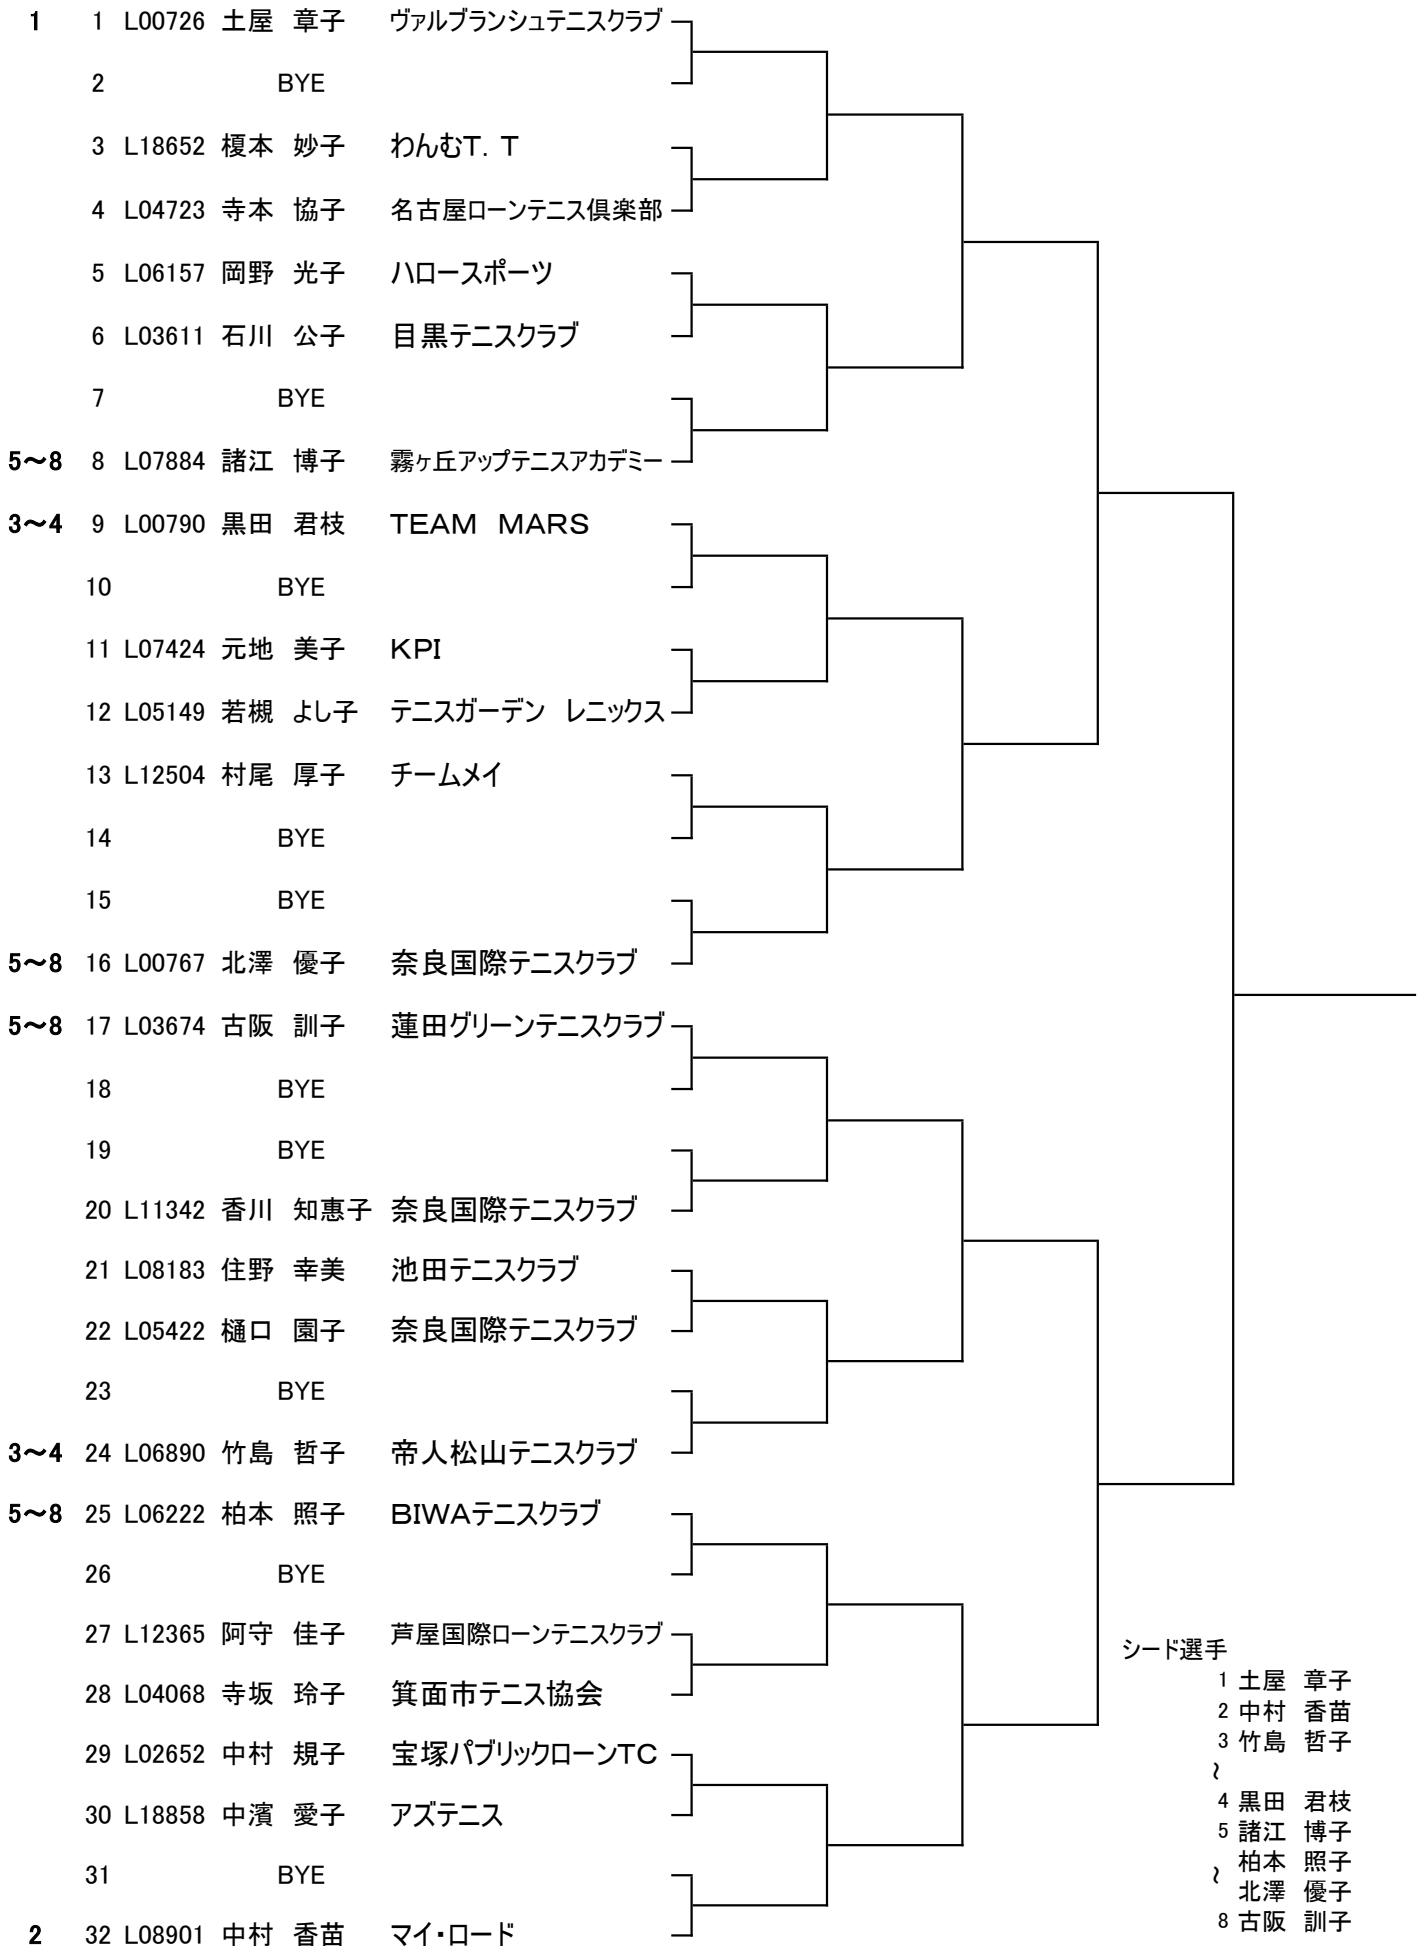 1 1 L00726 土屋　章子 ヴァルブランシュテニスクラブ
2 BYE
3 L18652 榎本　妙子 わんむT．T
4 L04723 寺本　協子 名古屋ローンテニス倶楽部
5 L06157 岡野　光子 ハロースポーツ
6 L03611 石川　公子 目黒テニスクラブ
7 BYE
5～8 8 L07884 諸江　博子 霧ヶ丘アップテニスアカデミー
3～4 9 L00790 黒田　君枝 TEAM　MARS
10 BYE
11 L07424 元地　美子 KPI
12 L05149 若槻　よし子 テニスガーデン　レニックス
13 L12504 村尾　厚子 チームメイ
14 BYE
15 BYE
5～8 16 L00767 北澤　優子 奈良国際テニスクラブ
5～8 17 L03674 古阪　訓子 蓮田グリーンテニスクラブ
18 BYE
19 BYE
20 L11342 香川　知惠子 奈良国際テニスクラブ
21 L08183 住野　幸美 池田テニスクラブ
22 L05422 樋口　園子 奈良国際テニスクラブ
23 BYE
3～4 24 L06890 竹島　哲子 帝人松山テニスクラブ
5～8 25 L06222 柏本　照子 BIWAテニスクラブ
26 BYE
27 L12365 阿守　佳子 芦屋国際ローンテニスクラブ
28 L04068 寺坂　玲子 箕面市テニス協会
29 L02652 中村　規子 宝塚パブリックローンTC
30 L18858 中濱　愛子 アズテニス
31 BYE
2 32 L08901 中村　香苗 マイ・ロード
シード選手
1 土屋　章子
2 中村　香苗
3 竹島　哲子
～
4 黒田　君枝
5 諸江　博子
～ 柏本　照子
北澤　優子
8 古阪　訓子